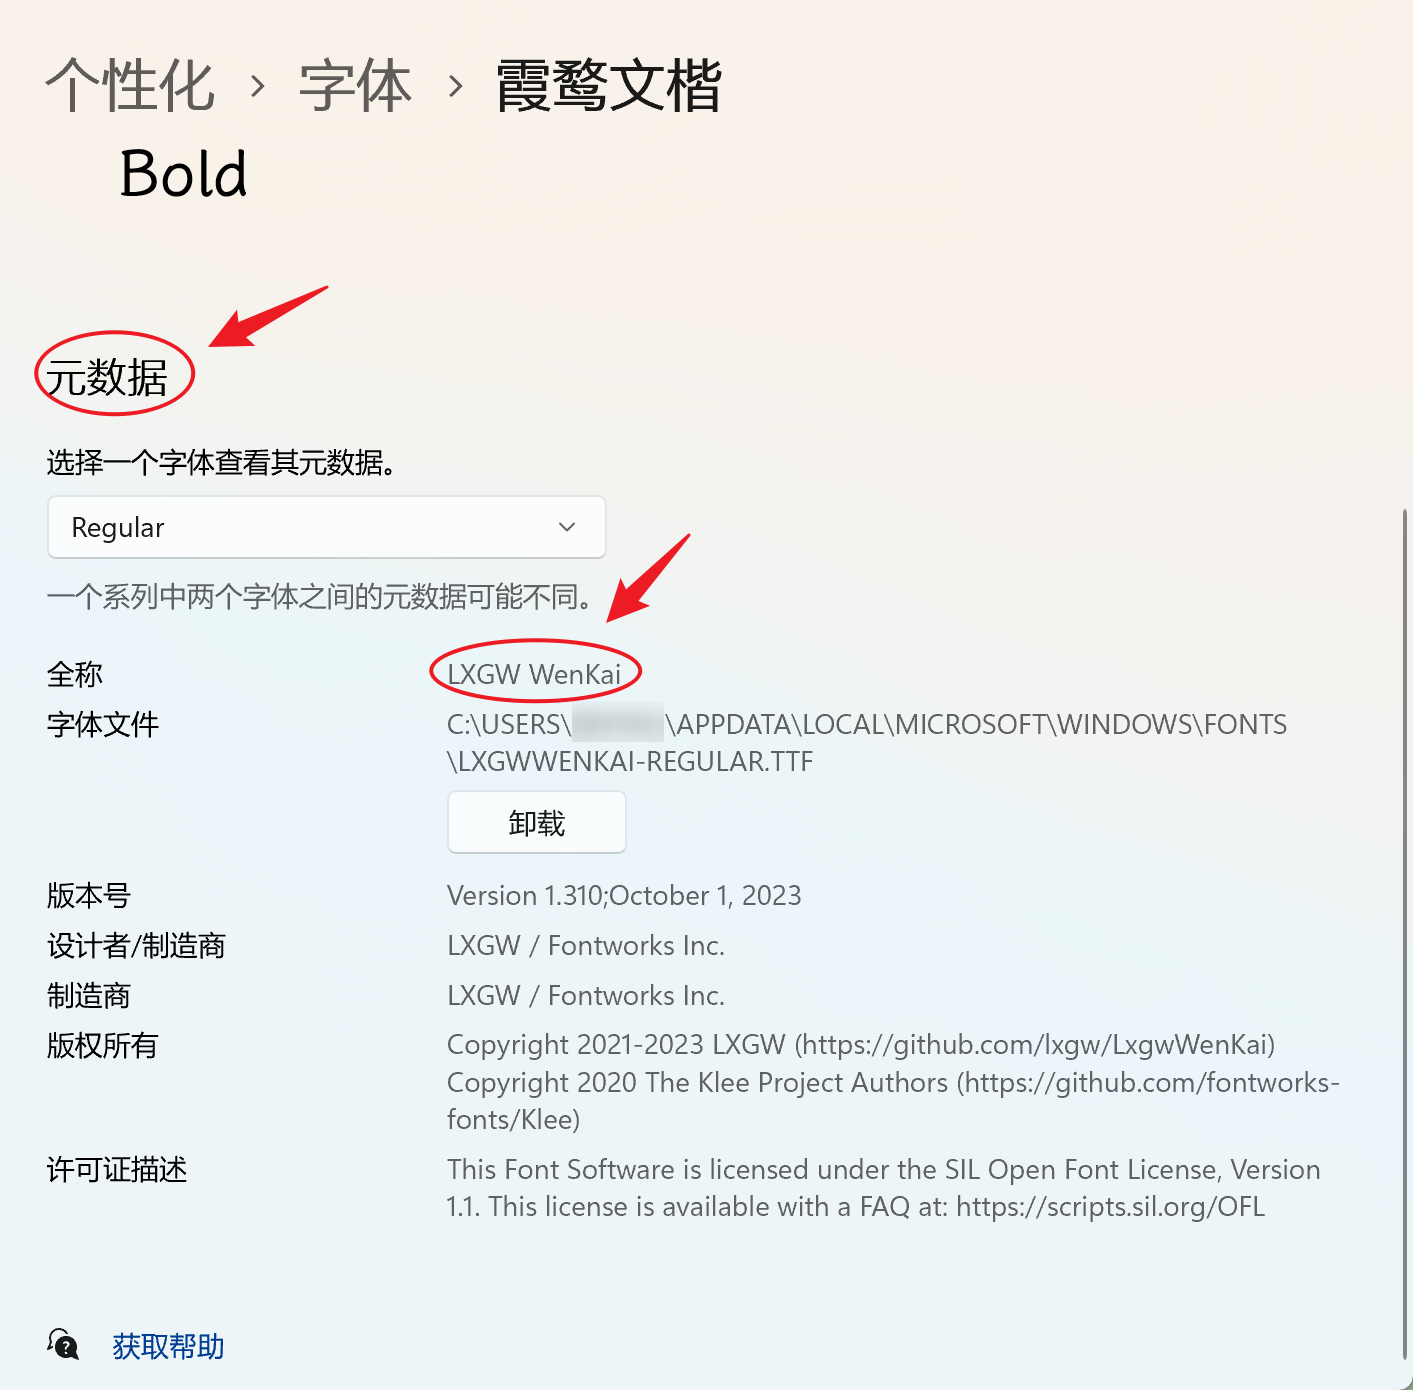 个性化 › 字体 › 霞鹜文楷
Bold
元数据
选择一个字体查看其元数据。
Regular
一个系列中两个字体之间的元数据可能不同。
全称 LXGW WenKai
字体文件 C:\USERS\ \APPDATA\LOCAL\MICROSOFT\WINDOWS\FONTS
\LXGWWENKAI-REGULAR.TTF
卸载
版本号 Version 1.310;October 1, 2023
设计者/制造商 LXGW / Fontworks Inc.
制造商 LXGW / Fontworks Inc.
版权所有 Copyright 2021-2023 LXGW (https://github.com/lxgw/LxgwWenKai)
Copyright 2020 The Klee Project Authors (https://github.com/fontworks-
fonts/Klee)
许可证描述 This Font Software is licensed under the SIL Open Font License, Version
1.1. This license is available with a FAQ at: https://scripts.sil.org/OFL
获取帮助